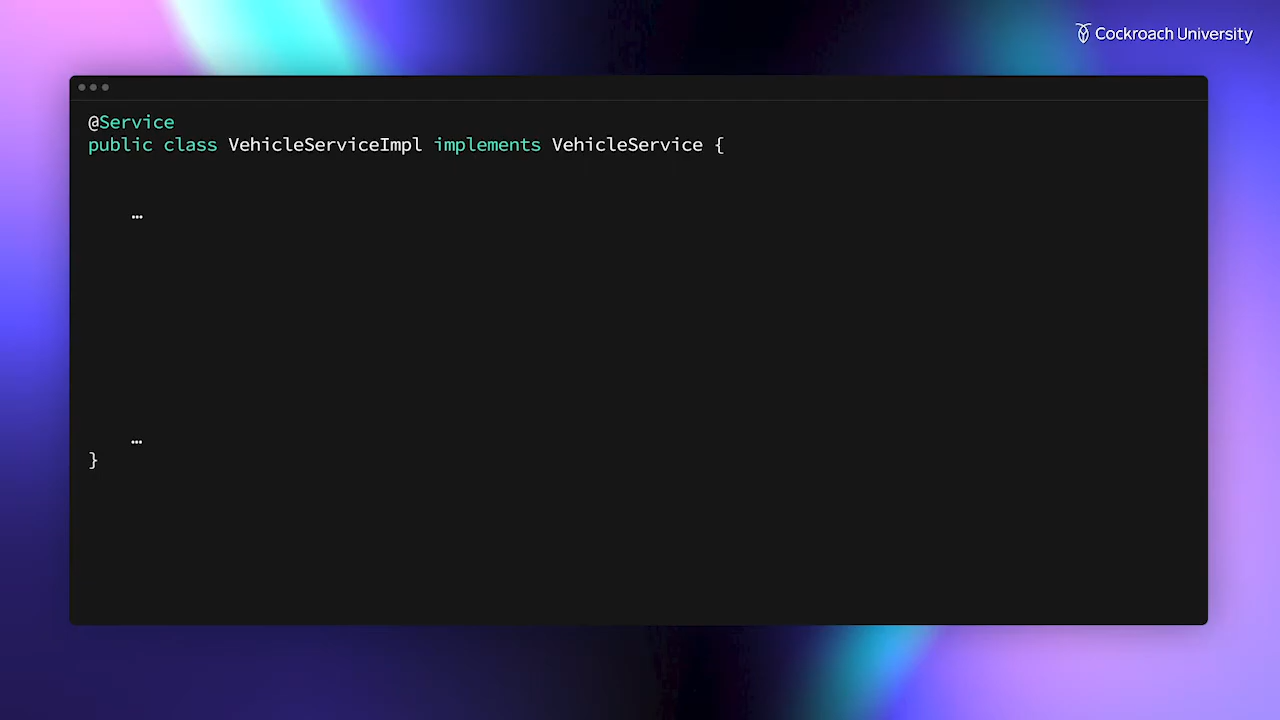 Cockroach University
@Service
public class VehicleServiceImpl implements VehicleService {
…
…
}